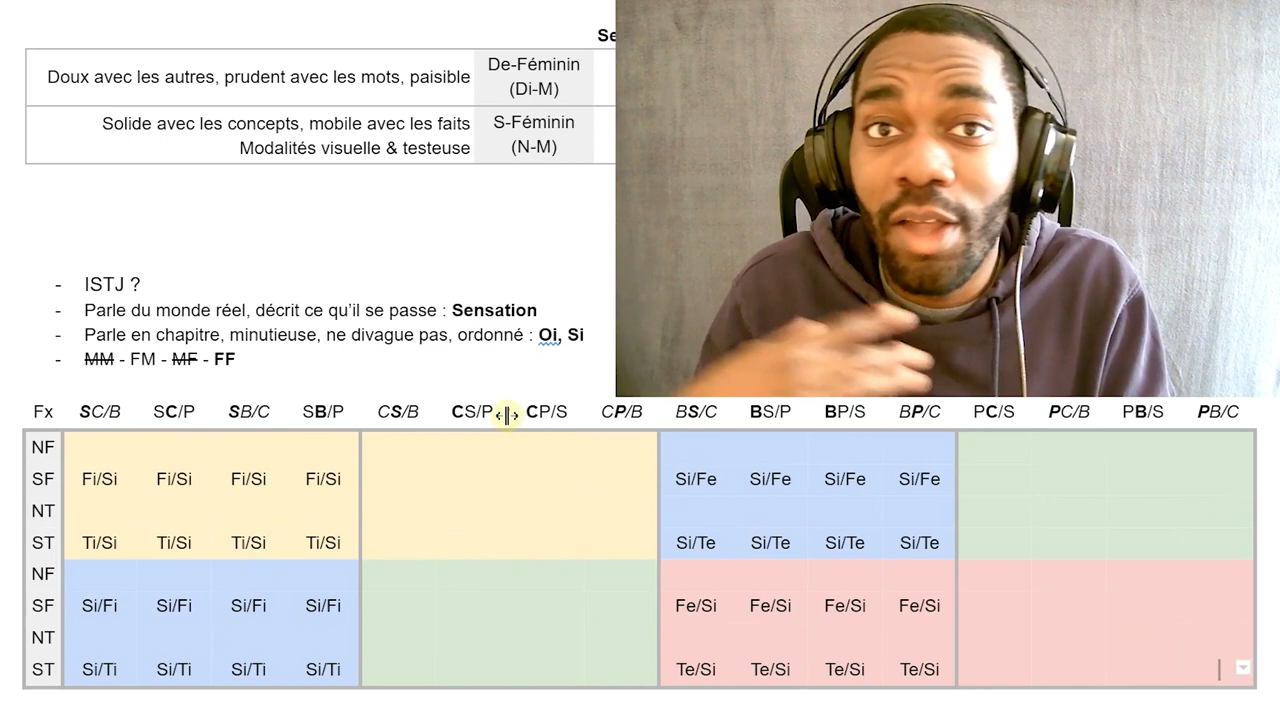 Se
Doux avec les autres, prudent avec les mots, paisible De-Féminin
(Di-M)
Solide avec les concepts, mobile avec les faits S-Féminin
Modalités visuelle & testeuse (N-M)
- ISTJ ?
- Parle du monde réel, décrit ce qu'il se passe : Sensation
- Parle en chapitre, minutieuse, ne divague pas, ordonné : Oi, Si
- MM - FM - MF - FF
Fx SC/B SC/P SB/C SB/P CS/B CS/P CP/S CP/B BS/C BS/P BP/S BP/C PC/S PC/B PB/S PB/C
NF
SF Fi/Si Fi/Si Fi/Si Fi/Si Si/Fe Si/Fe Si/Fe Si/Fe
NT
ST Ti/Si Ti/Si Ti/Si Ti/Si Si/Te Si/Te Si/Te Si/Te
NF
SF Si/Fi Si/Fi Si/Fi Si/Fi Fe/Si Fe/Si Fe/Si Fe/Si
NT
ST Si/Ti Si/Ti Si/Ti Si/Ti Te/Si Te/Si Te/Si Te/Si